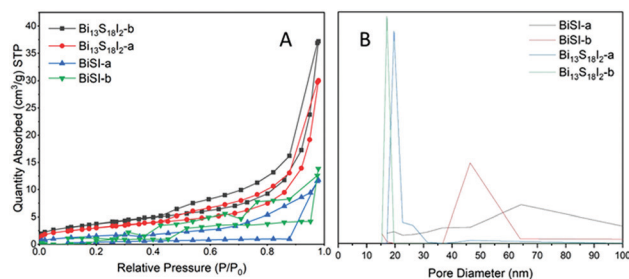 A
Bi₁₃S₁₈I₂-b
Bi₁₃S₁₈I₂-a
BiSI-a
BiSI-b
Quantity Absorbed (cm³/g) STP
40
35
30
25
20
15
10
5
0
0.0 0.2 0.4 0.6 0.8 1.0
Relative Pressure (P/P₀)
B
BiSI-a
BiSI-b
Bi₁₃S₁₈I₂-a
Bi₁₃S₁₈I₂-b
10 20 30 40 50 60 70 80 90 100
Pore Diameter (nm)